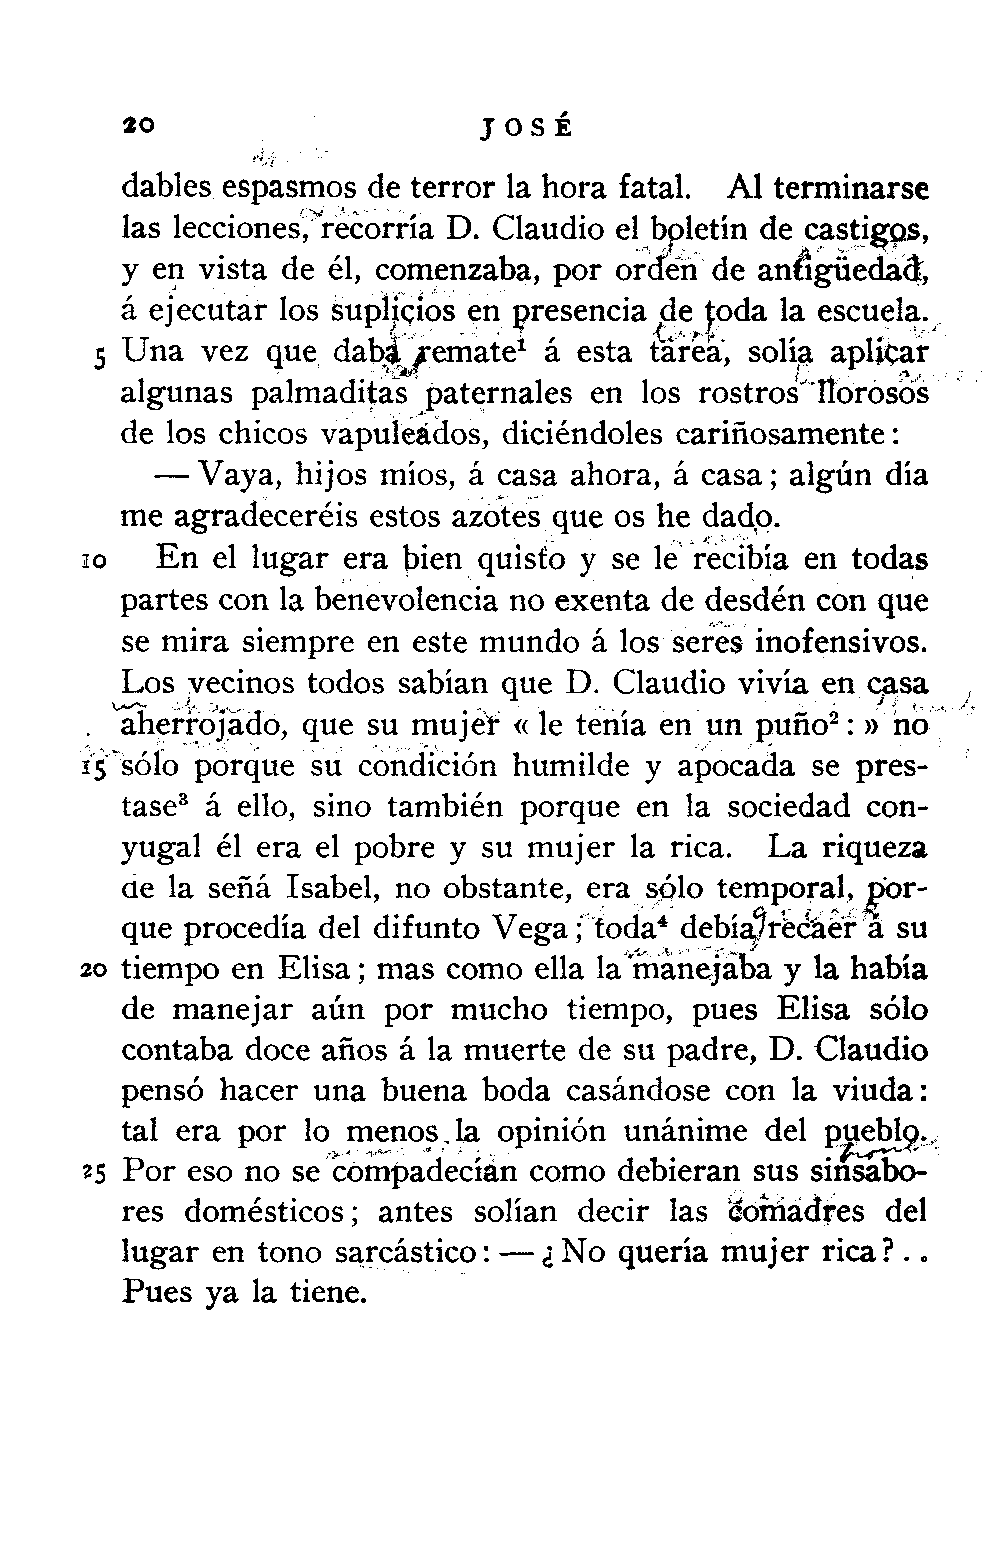 20 JOSÉ
dables espasmos de terror la hora fatal. Al terminarse
las lecciones, recorría D. Claudio el boletín de castigos,
y en vista de él, comenzaba, por orden de antigüedad,
á ejecutar los suplicios en presencia de toda la escuela.
5 Una vez que daba remate¹ á esta tarea, solía aplicar
algunas palmaditas paternales en los rostros llorosos
de los chicos vapuleados, diciéndoles cariñosamente:
— Vaya, hijos míos, á casa ahora, á casa; algún día
me agradeceréis estos azotes que os he dado.
10 En el lugar era bien quisto y se le recibía en todas
partes con la benevolencia no exenta de desdén con que
se mira siempre en este mundo á los seres inofensivos.
Los vecinos todos sabían que D. Claudio vivía en casa
aherrojado, que su mujer « le tenía en un puño² : » no
15 sólo porque su condición humilde y apocada se pres-
tase³ á ello, sino también porque en la sociedad con-
yugal él era el pobre y su mujer la rica. La riqueza
de la señá Isabel, no obstante, era sólo temporal, por-
que procedía del difunto Vega; toda⁴ debía recaer á su
20 tiempo en Elisa; mas como ella la manejaba y la había
de manejar aún por mucho tiempo, pues Elisa sólo
contaba doce años á la muerte de su padre, D. Claudio
pensó hacer una buena boda casándose con la viuda:
tal era por lo menos la opinión unánime del pueblo.
25 Por eso no se compadecían como debieran sus sinsabo-
res domésticos; antes solían decir las comadres del
lugar en tono sarcástico: — ¿No quería mujer rica? . .
Pues ya la tiene.